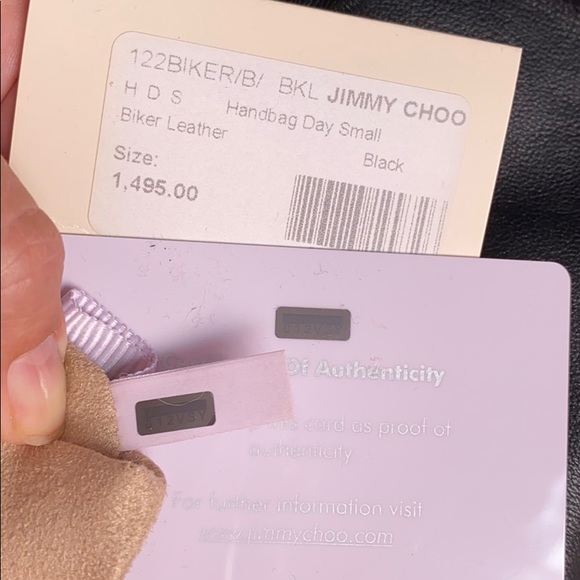 122BIKER/B/ BKL JIMMY CHOO
H D S Handbag Day Small
Biker Leather
Black
Size:
1,495.00
Of Authenticity
card as proof of
authenticity
For further information visit
www.jimmychoo.com